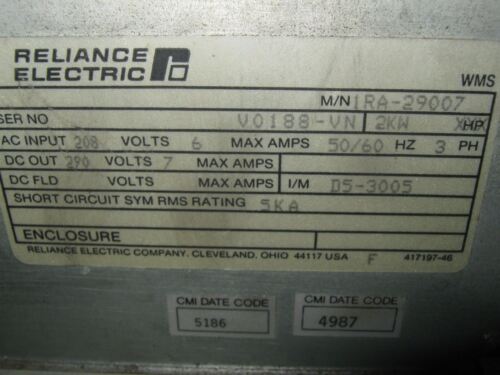 RELIANCE
ELECTRIC
WMS
M/N 1RA-29007
SER NO V0188-VN 2KW XXX HP
AC INPUT 208 VOLTS 6 MAX AMPS 50/60 HZ 3 PH
DC OUT 290 VOLTS 7 MAX AMPS
DC FLD VOLTS MAX AMPS I/M D5-3005
SHORT CIRCUIT SYM RMS RATING 5KA
ENCLOSURE
RELIANCE ELECTRIC COMPANY, CLEVELAND, OHIO 44117 USA F 417197-46
CMI DATE CODE CMI DATE CODE
5186 4987